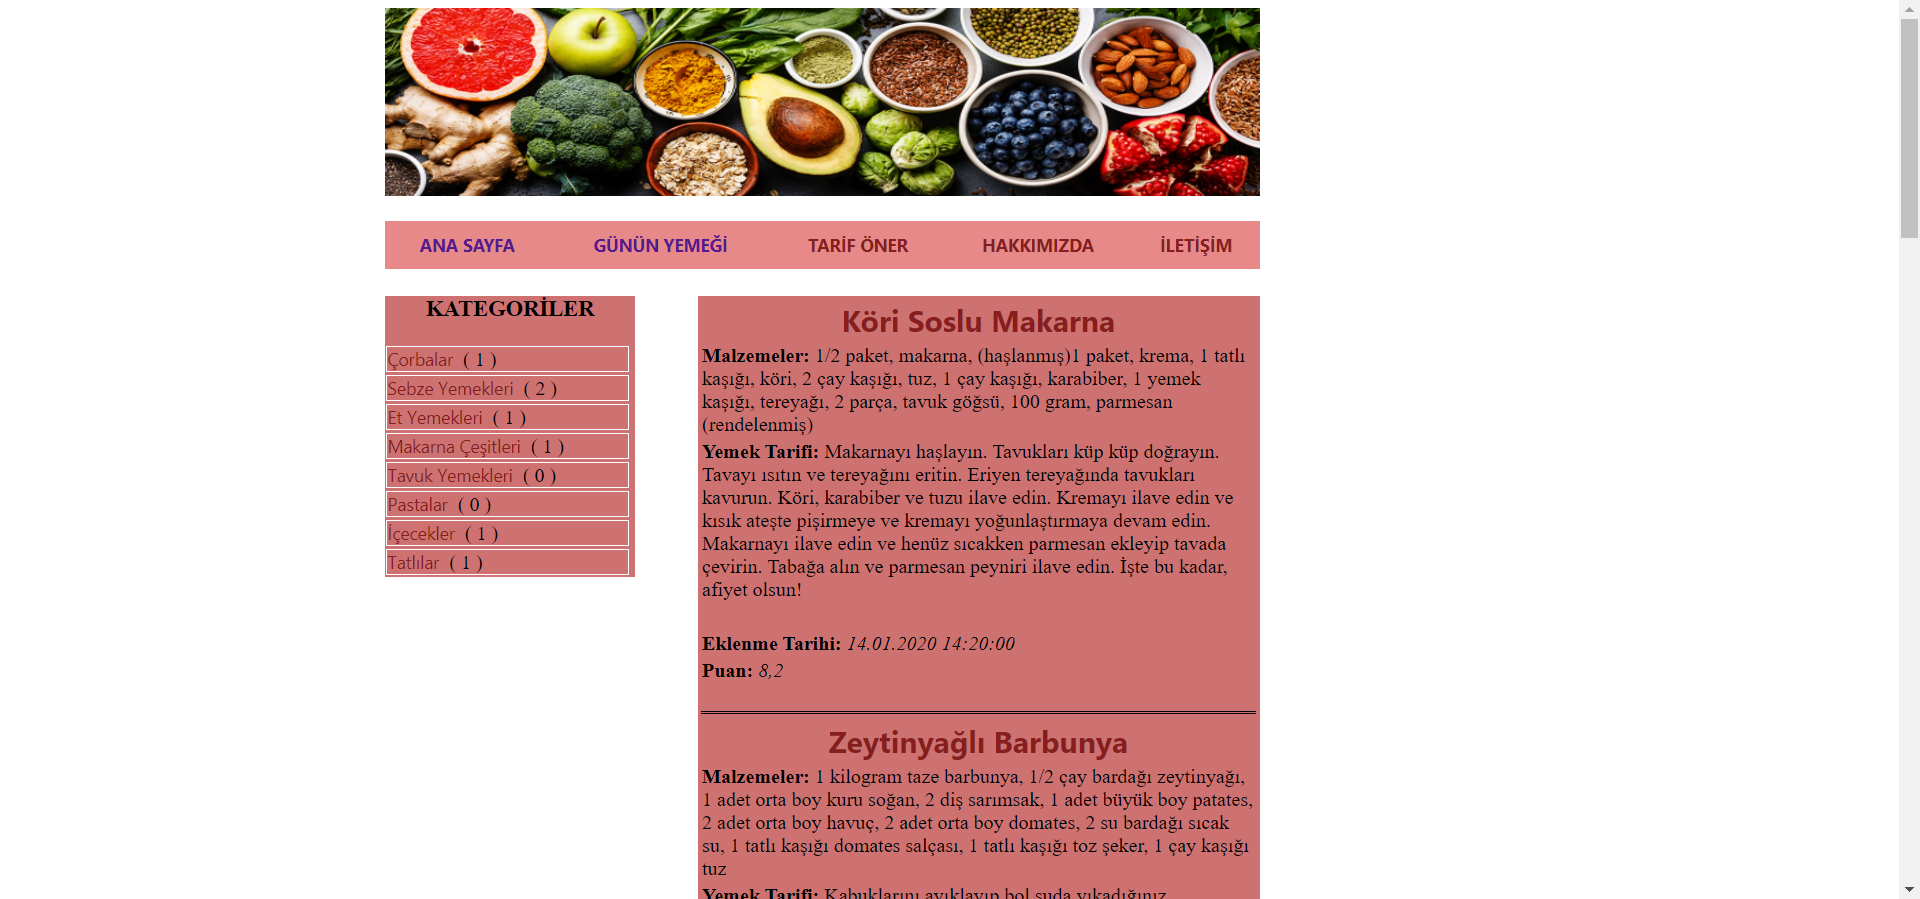 ANA SAYFA GÜNÜN YEMEĞİ TARİF ÖNER HAKKIMIZDA İLETİŞİM
KATEGORİLER
Çorbalar ( 1 )
Sebze Yemekleri ( 2 )
Et Yemekleri ( 1 )
Makarna Çeşitleri ( 1 )
Tavuk Yemekleri ( 0 )
Pastalar ( 0 )
İçecekler ( 1 )
Tatlılar ( 1 )
Köri Soslu Makarna
Malzemeler: 1/2 paket, makarna, (haşlanmış)1 paket, krema, 1 tatlı
kaşığı, köri, 2 çay kaşığı, tuz, 1 çay kaşığı, karabiber, 1 yemek
kaşığı, tereyağı, 2 parça, tavuk göğsü, 100 gram, parmesan
(rendelenmiş)
Yemek Tarifi: Makarnayı haşlayın. Tavukları küp küp doğrayın.
Tavayı ısıtın ve tereyağını eritin. Eriyen tereyağında tavukları
kavurun. Köri, karabiber ve tuzu ilave edin. Kremayı ilave edin ve
kısık ateşte pişirmeye ve kremayı yoğunlaştırmaya devam edin.
Makarnayı ilave edin ve henüz sıcakken parmesan ekleyip tavada
çevirin. Tabağa alın ve parmesan peyniri ilave edin. İşte bu kadar,
afiyet olsun!
Eklenme Tarihi: 14.01.2020 14:20:00
Puan: 8,2
Zeytinyağlı Barbunya
Malzemeler: 1 kilogram taze barbunya, 1/2 çay bardağı zeytinyağı,
1 adet orta boy kuru soğan, 2 diş sarımsak, 1 adet büyük boy patates,
2 adet orta boy havuç, 2 adet orta boy domates, 2 su bardağı sıcak
su, 1 tatlı kaşığı domates salçası, 1 tatlı kaşığı toz şeker, 1 çay kaşığı
tuz
Yemek Tarifi: Kabuklarını ayıklayıp bol suda yıkadığınız